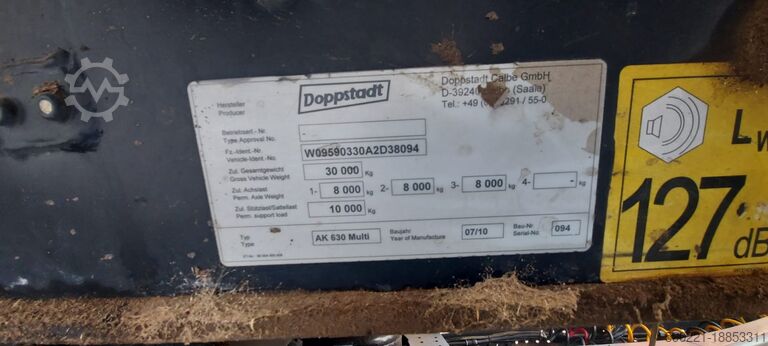 Hersteller
Producer
Doppstadt
Doppstadt Calbe GmbH
D-39240 (Saale)
Tel.: +49 / 55-0
Betriebserl.- Nr.
Type Approval No.
-
Fz.-Ident.-Nr.
Vehicle-Ident.-No.
W09590330A2D38094
Zul. Gesamtgewicht
Gross Vehicle Weight
30 000 Kg
Zul. Achslast
Perm. Axle Weight
1- 8 000 kg 2- 8 000 kg 3- 8 000 kg 4- - kg
Zul. Stützlast/Sattellast
Perm. support load
10 000 Kg
Typ
Type
AK 630 Multi
Baujahr
Year of Manufacture
07/10
Bau-Nr
Serial-No
094
LW
127
dB